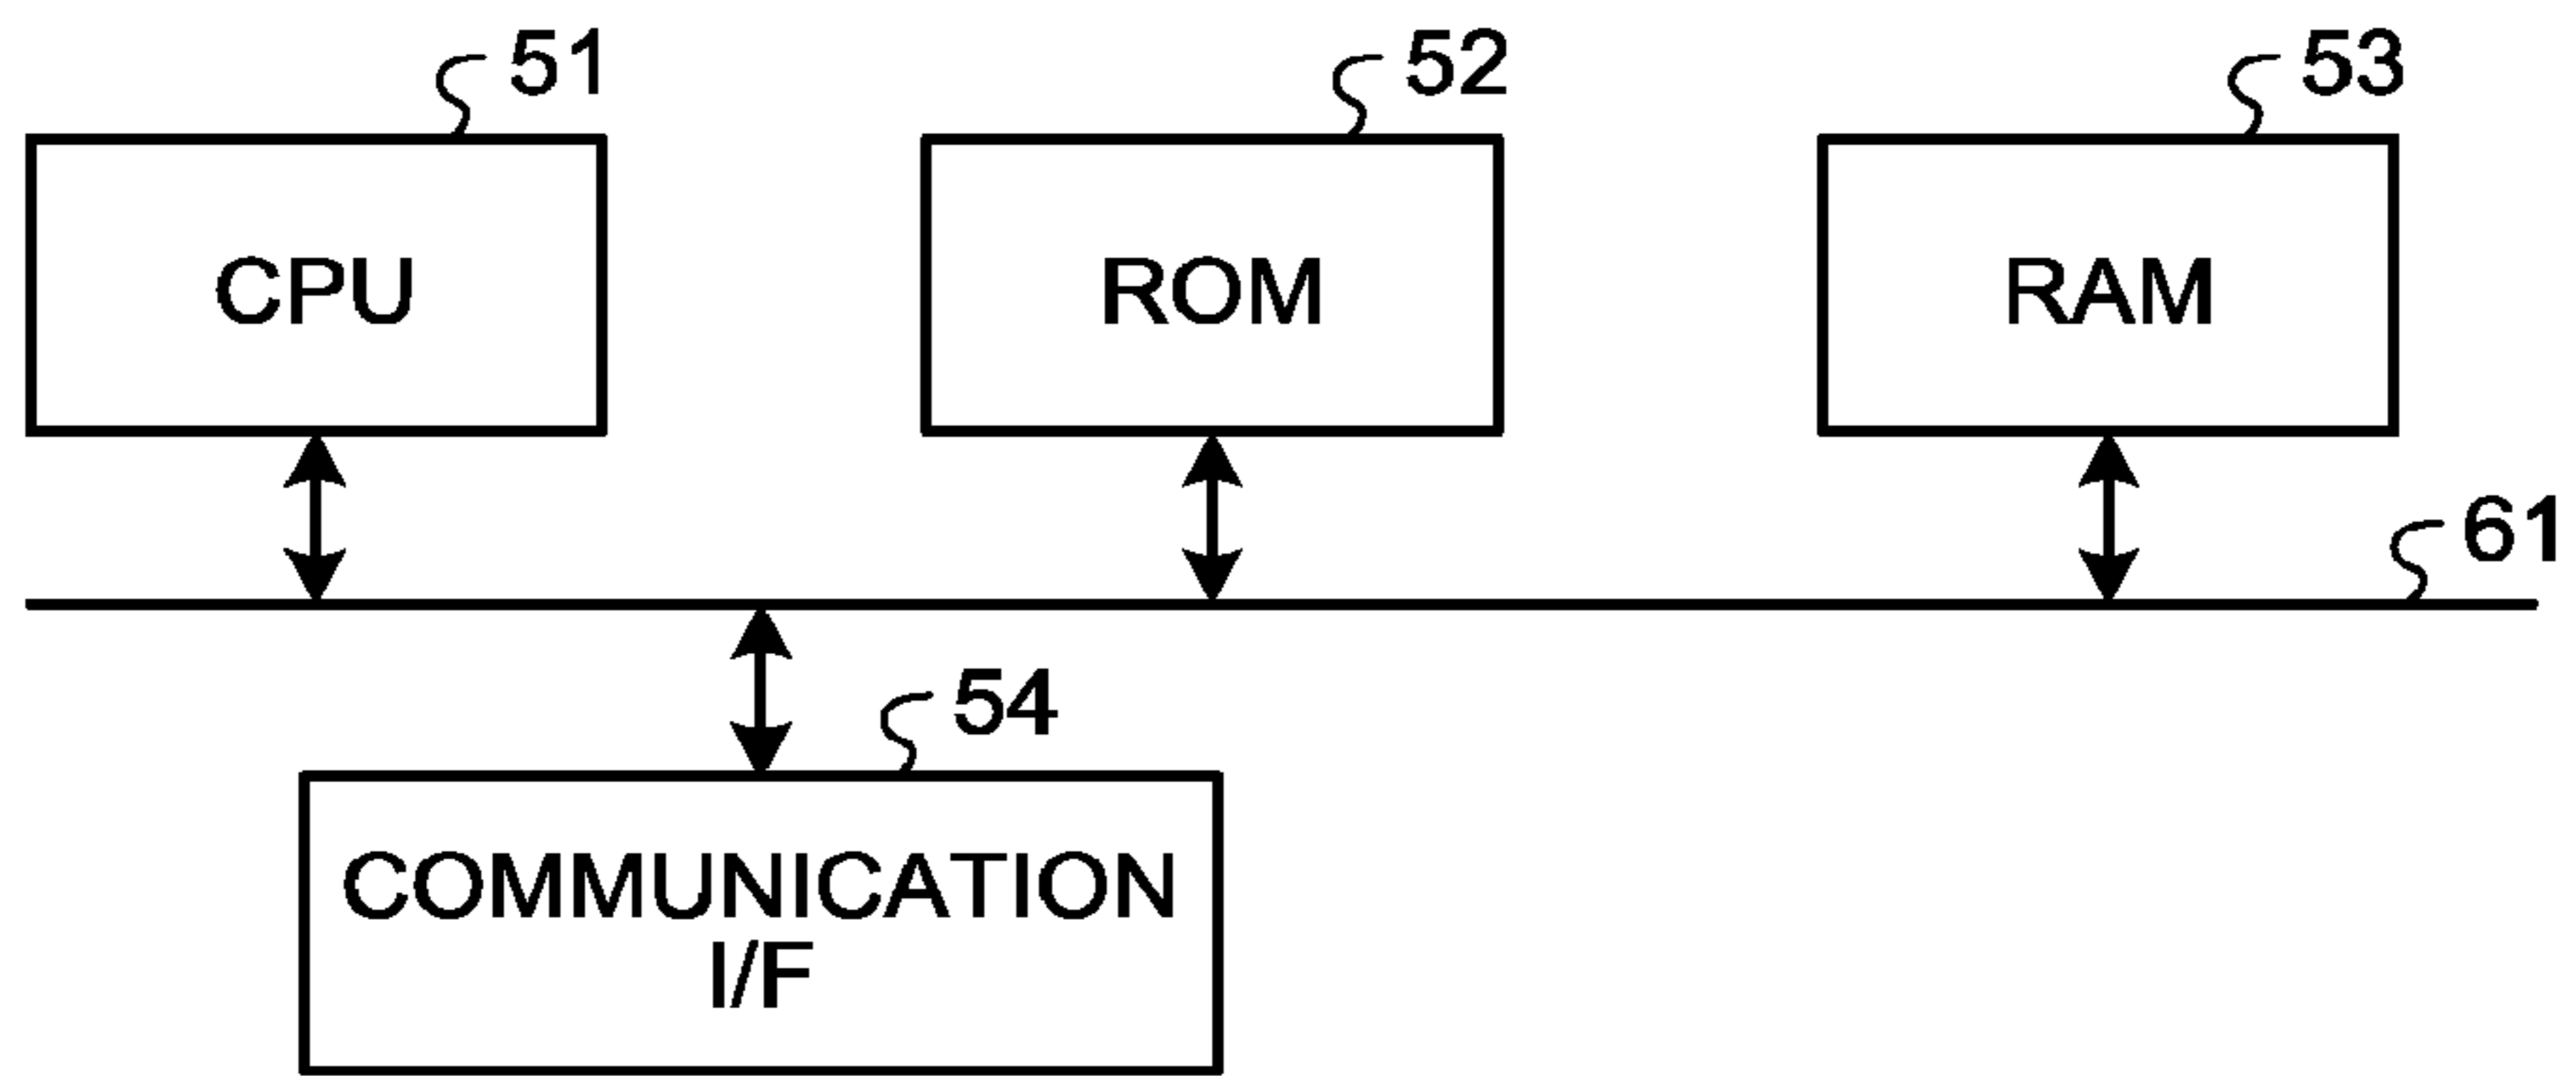 51
52
53
CPU
ROM
RAM
61
54
COMMUNICATION
I/F